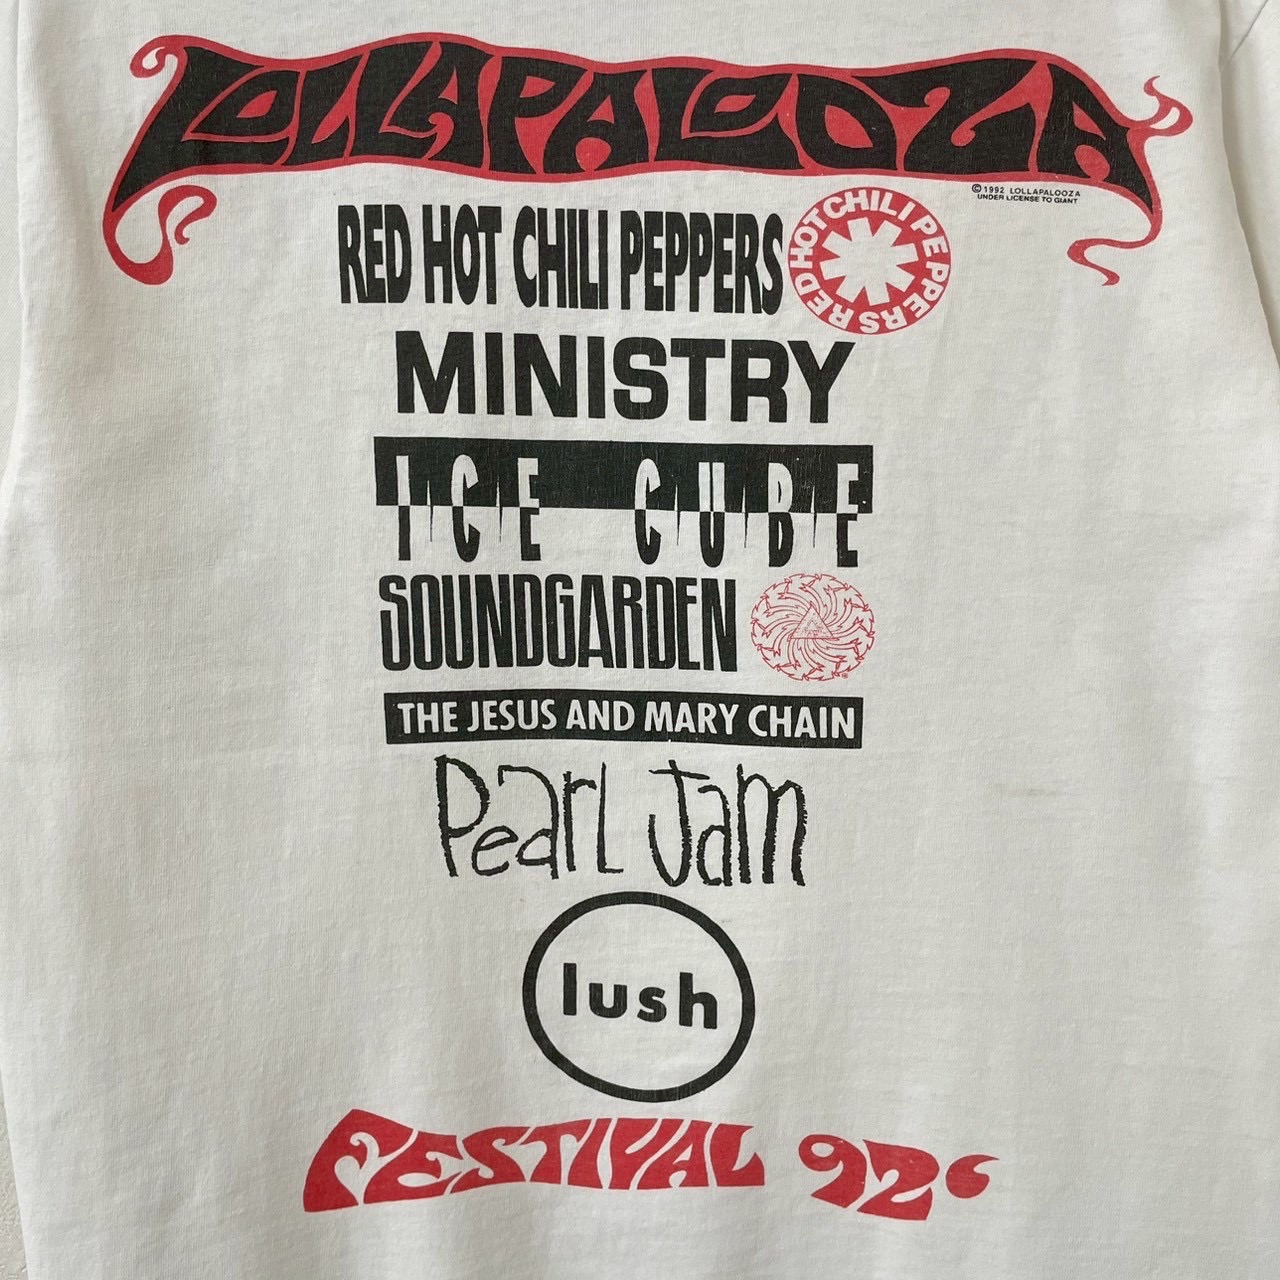 LOLLAPALOOZA
©1992 LOLLAPALOOZA
UNDER LICENSE TO GIANT
RED HOT CHILI PEPPERS
RED HOT CHILI PEPPERS
MINISTRY
ICE CUBE
SOUNDGARDEN
THE JESUS AND MARY CHAIN
Pearl Jam
lush
FESTIVAL 92‘